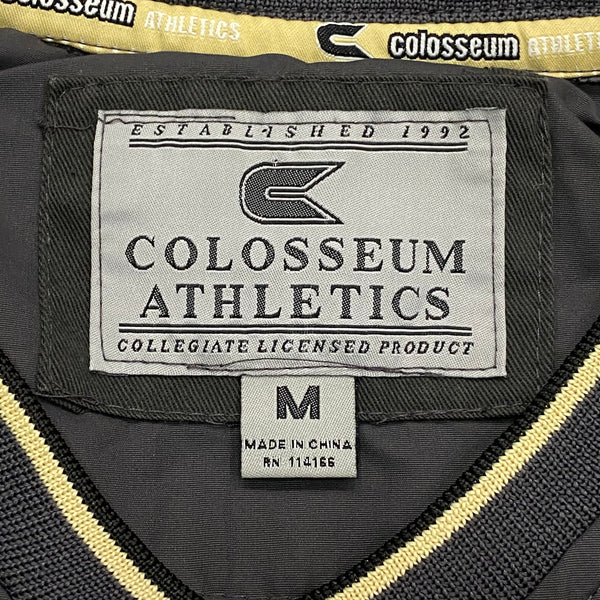 colosseum ATHLETICS
colosseum ATHLETICS
ESTABLISHED 1992
COLOSSEUM
ATHLETICS
COLLEGIATE LICENSED PRODUCT
M
MADE IN CHINA
RN 114166